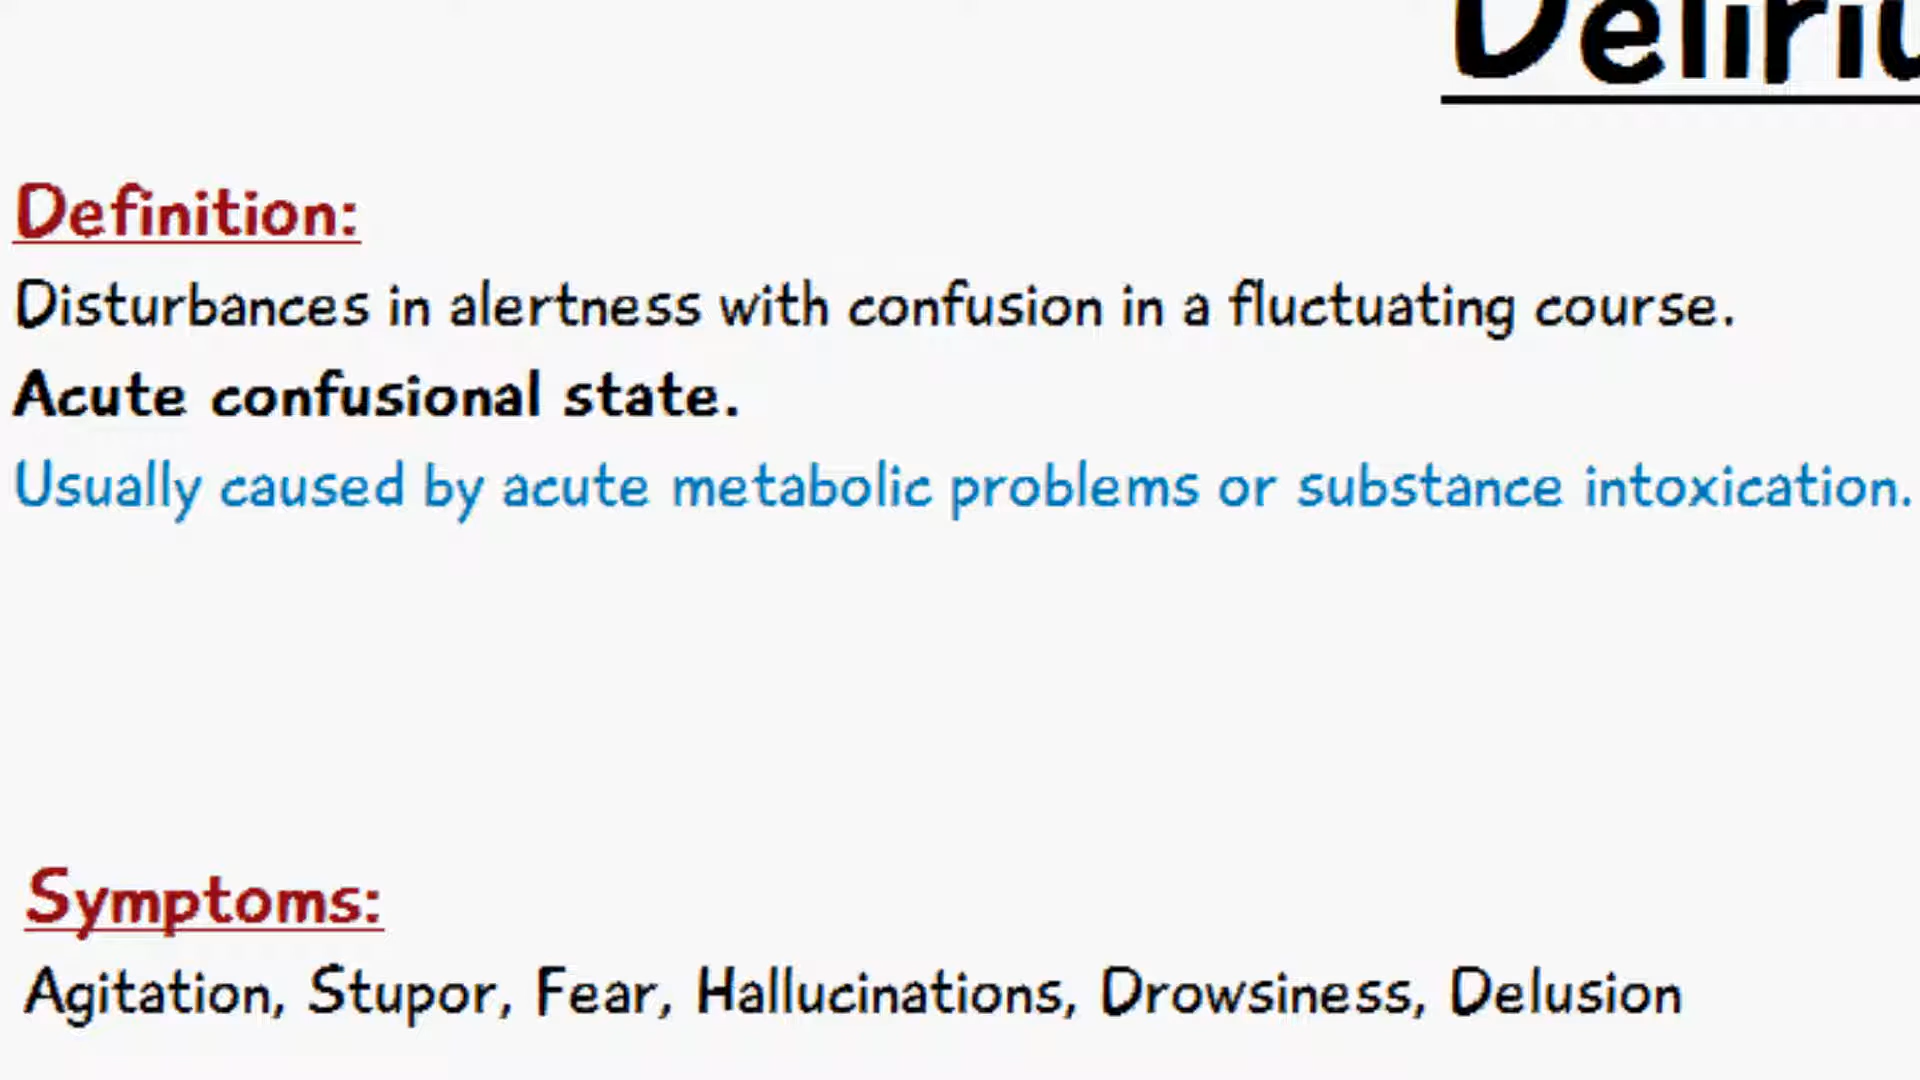 Definition:
Disturbances in alertness with confusion in a fluctuating course.
Acute confusional state.
Usually caused by acute metabolic problems or substance intoxication.
Symptoms:
Agitation, Stupor, Fear, Hallucinations, Drowsiness, Delusion